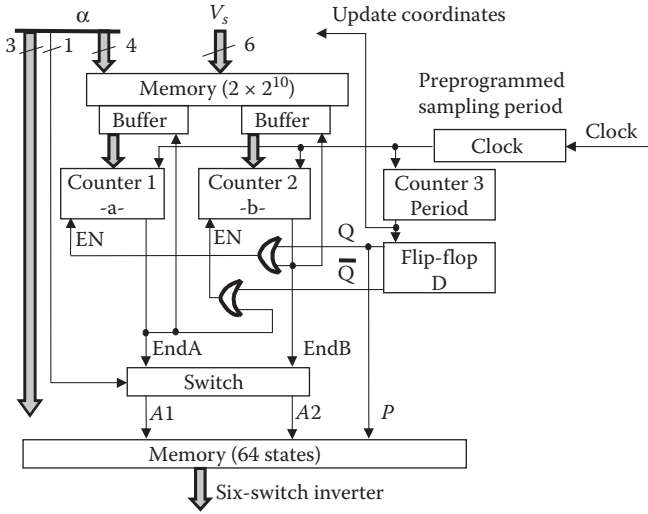 α
V_s
Update coordinates
3
1
4
6
Memory (2 × 2^10)
Preprogrammed
sampling period
Buffer
Buffer
Clock
Clock
Counter 1
-a-
Counter 2
-b-
Counter 3
Period
EN
EN
Q
Q̅
Flip-flop
D
EndA
EndB
Switch
A1
A2
P
Memory (64 states)
Six-switch inverter